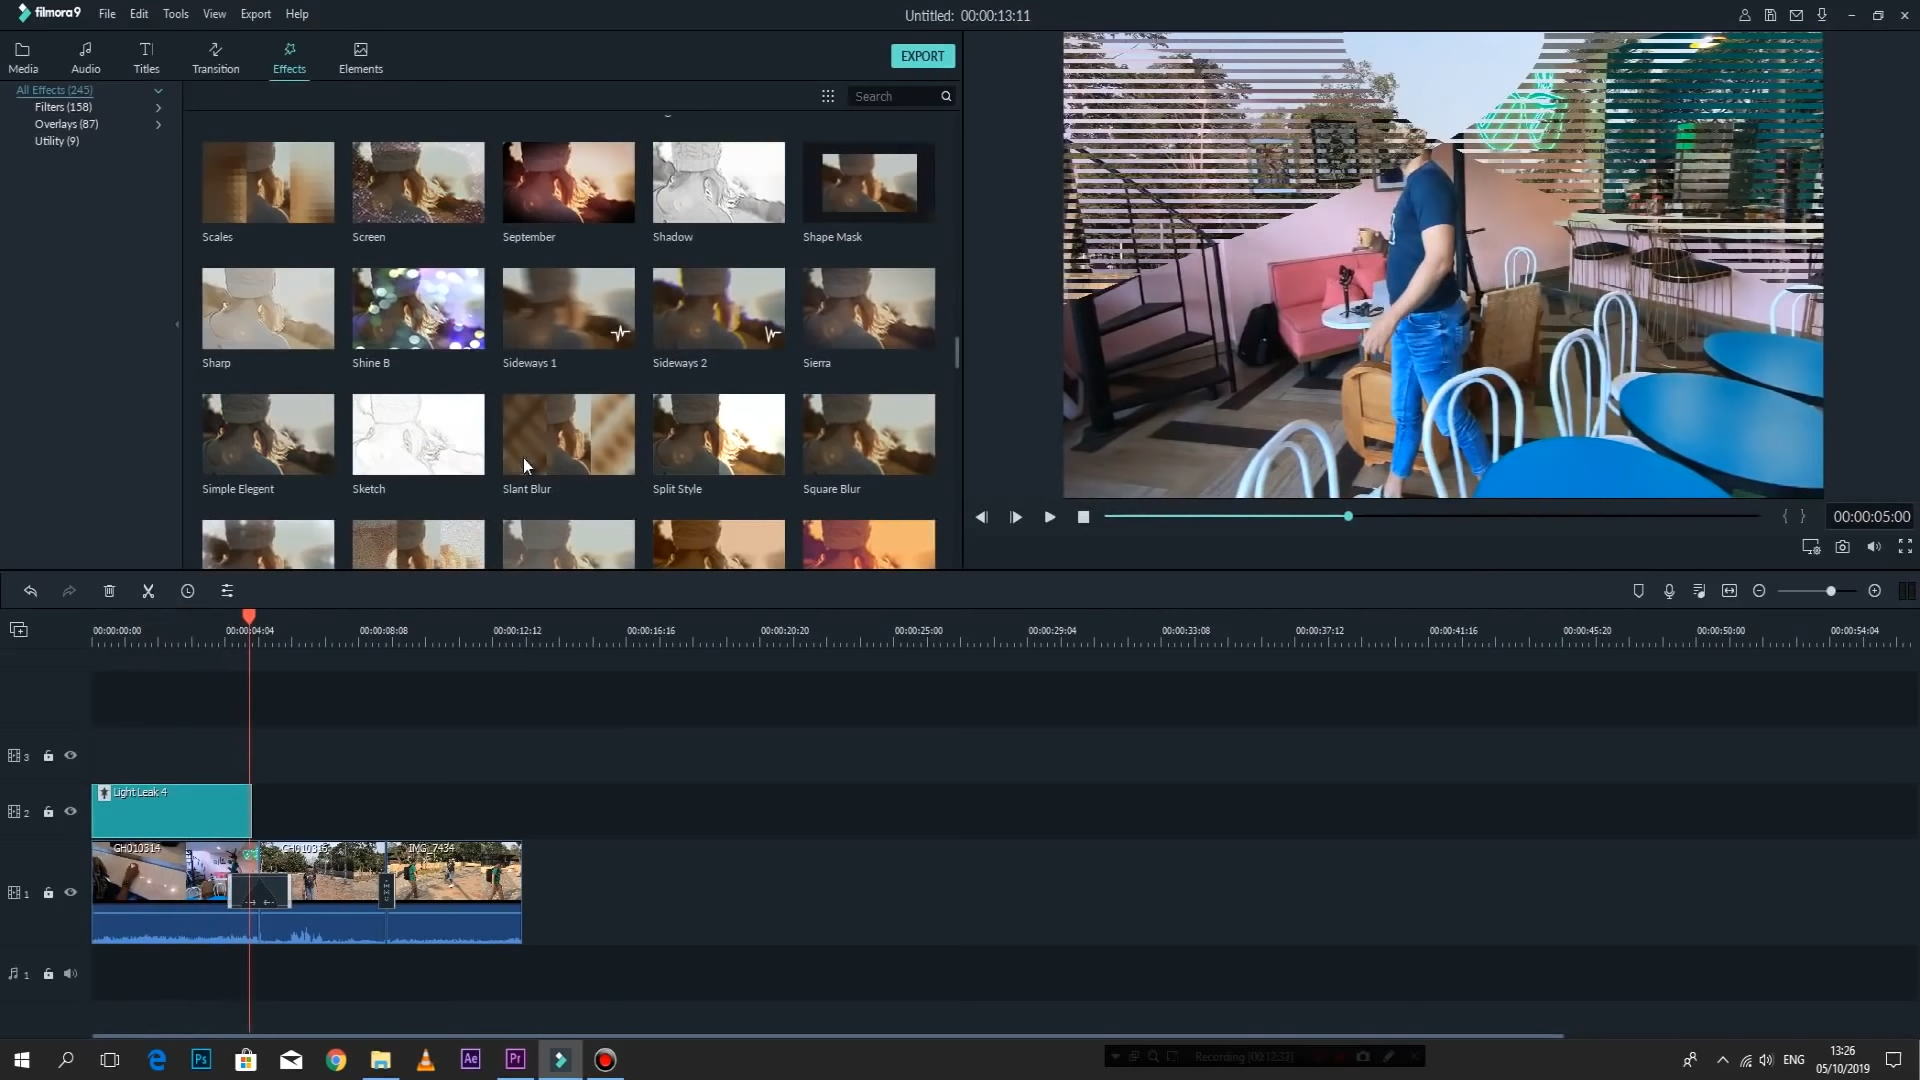 filmora9 File Edit Tools View Export Help
Untitled: 00:00:13:11
Media Audio Titles Transition Effects Elements
EXPORT
All Effects (245)
Filters (158)
Overlays (87)
Utility (9)
Search
Scales Screen September Shadow Shape Mask
Sharp Shine B Sideways 1 Sideways 2 Sierra
Simple Elegent Sketch Slant Blur Split Style Square Blur
{ } 00:00:05:00
00:00:00:00 00:00:04:04 00:00:08:08 00:00:12:12 00:00:16:16 00:00:20:20 00:00:25:00 00:00:29:04 00:00:33:08 00:00:37:12 00:00:41:16 00:00:45:20 00:00:50:00 00:00:54:04
3
2
Light Leak 4
GH010314 IMG_7434
1
1
Ps Ae Pr
Recording [00:12:33]
ENG
13:26
05/10/2019